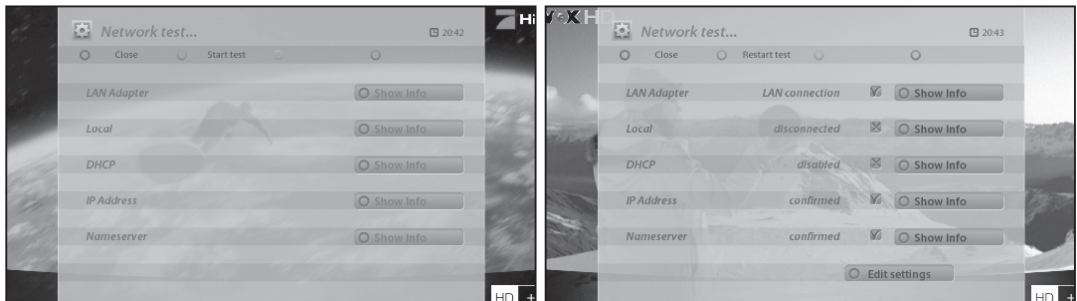 Network test... 20:42
Close Start test
LAN Adapter Show Info
Local Show Info
DHCP Show Info
IP Address Show Info
Nameserver Show Info
Hi
HD +
VOX HD
Network test... 20:43
Close Restart test
LAN Adapter LAN connection Show Info
Local disconnected Show Info
DHCP disabled Show Info
IP Address confirmed Show Info
Nameserver confirmed Show Info
Edit settings
HD +